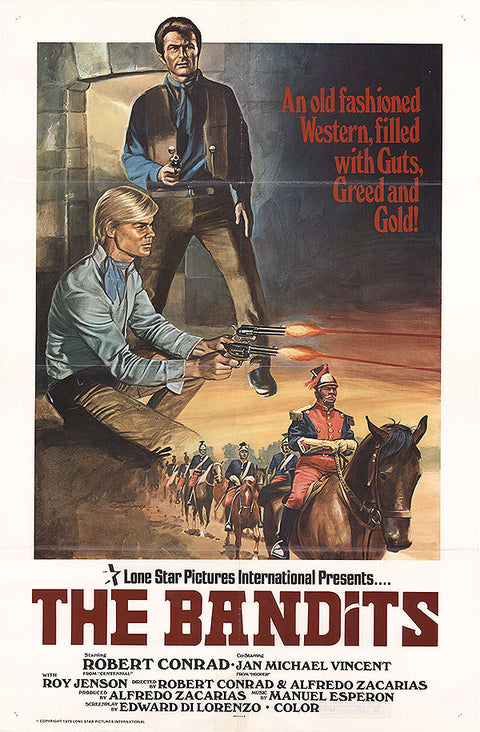 An old fashioned
Western, filled
with Guts,
Greed and
Gold!
Lone Star Pictures International Presents....
THE BANDITS
Starring
Co-Starring
ROBERT CONRAD · JAN MICHAEL VINCENT
FROM "CENTENNIAL"
FROM "HOOPER"
WITH ROY JENSON DIRECTED BY ROBERT CONRAD & ALFREDO ZACARIAS
PRODUCED BY ALFREDO ZACARIAS MUSIC BY MANUEL ESPERON
SCREENPLAY BY EDWARD DI LORENZO · COLOR
© COPYRIGHT 1979 LONE STAR PICTURES INTERNATIONAL